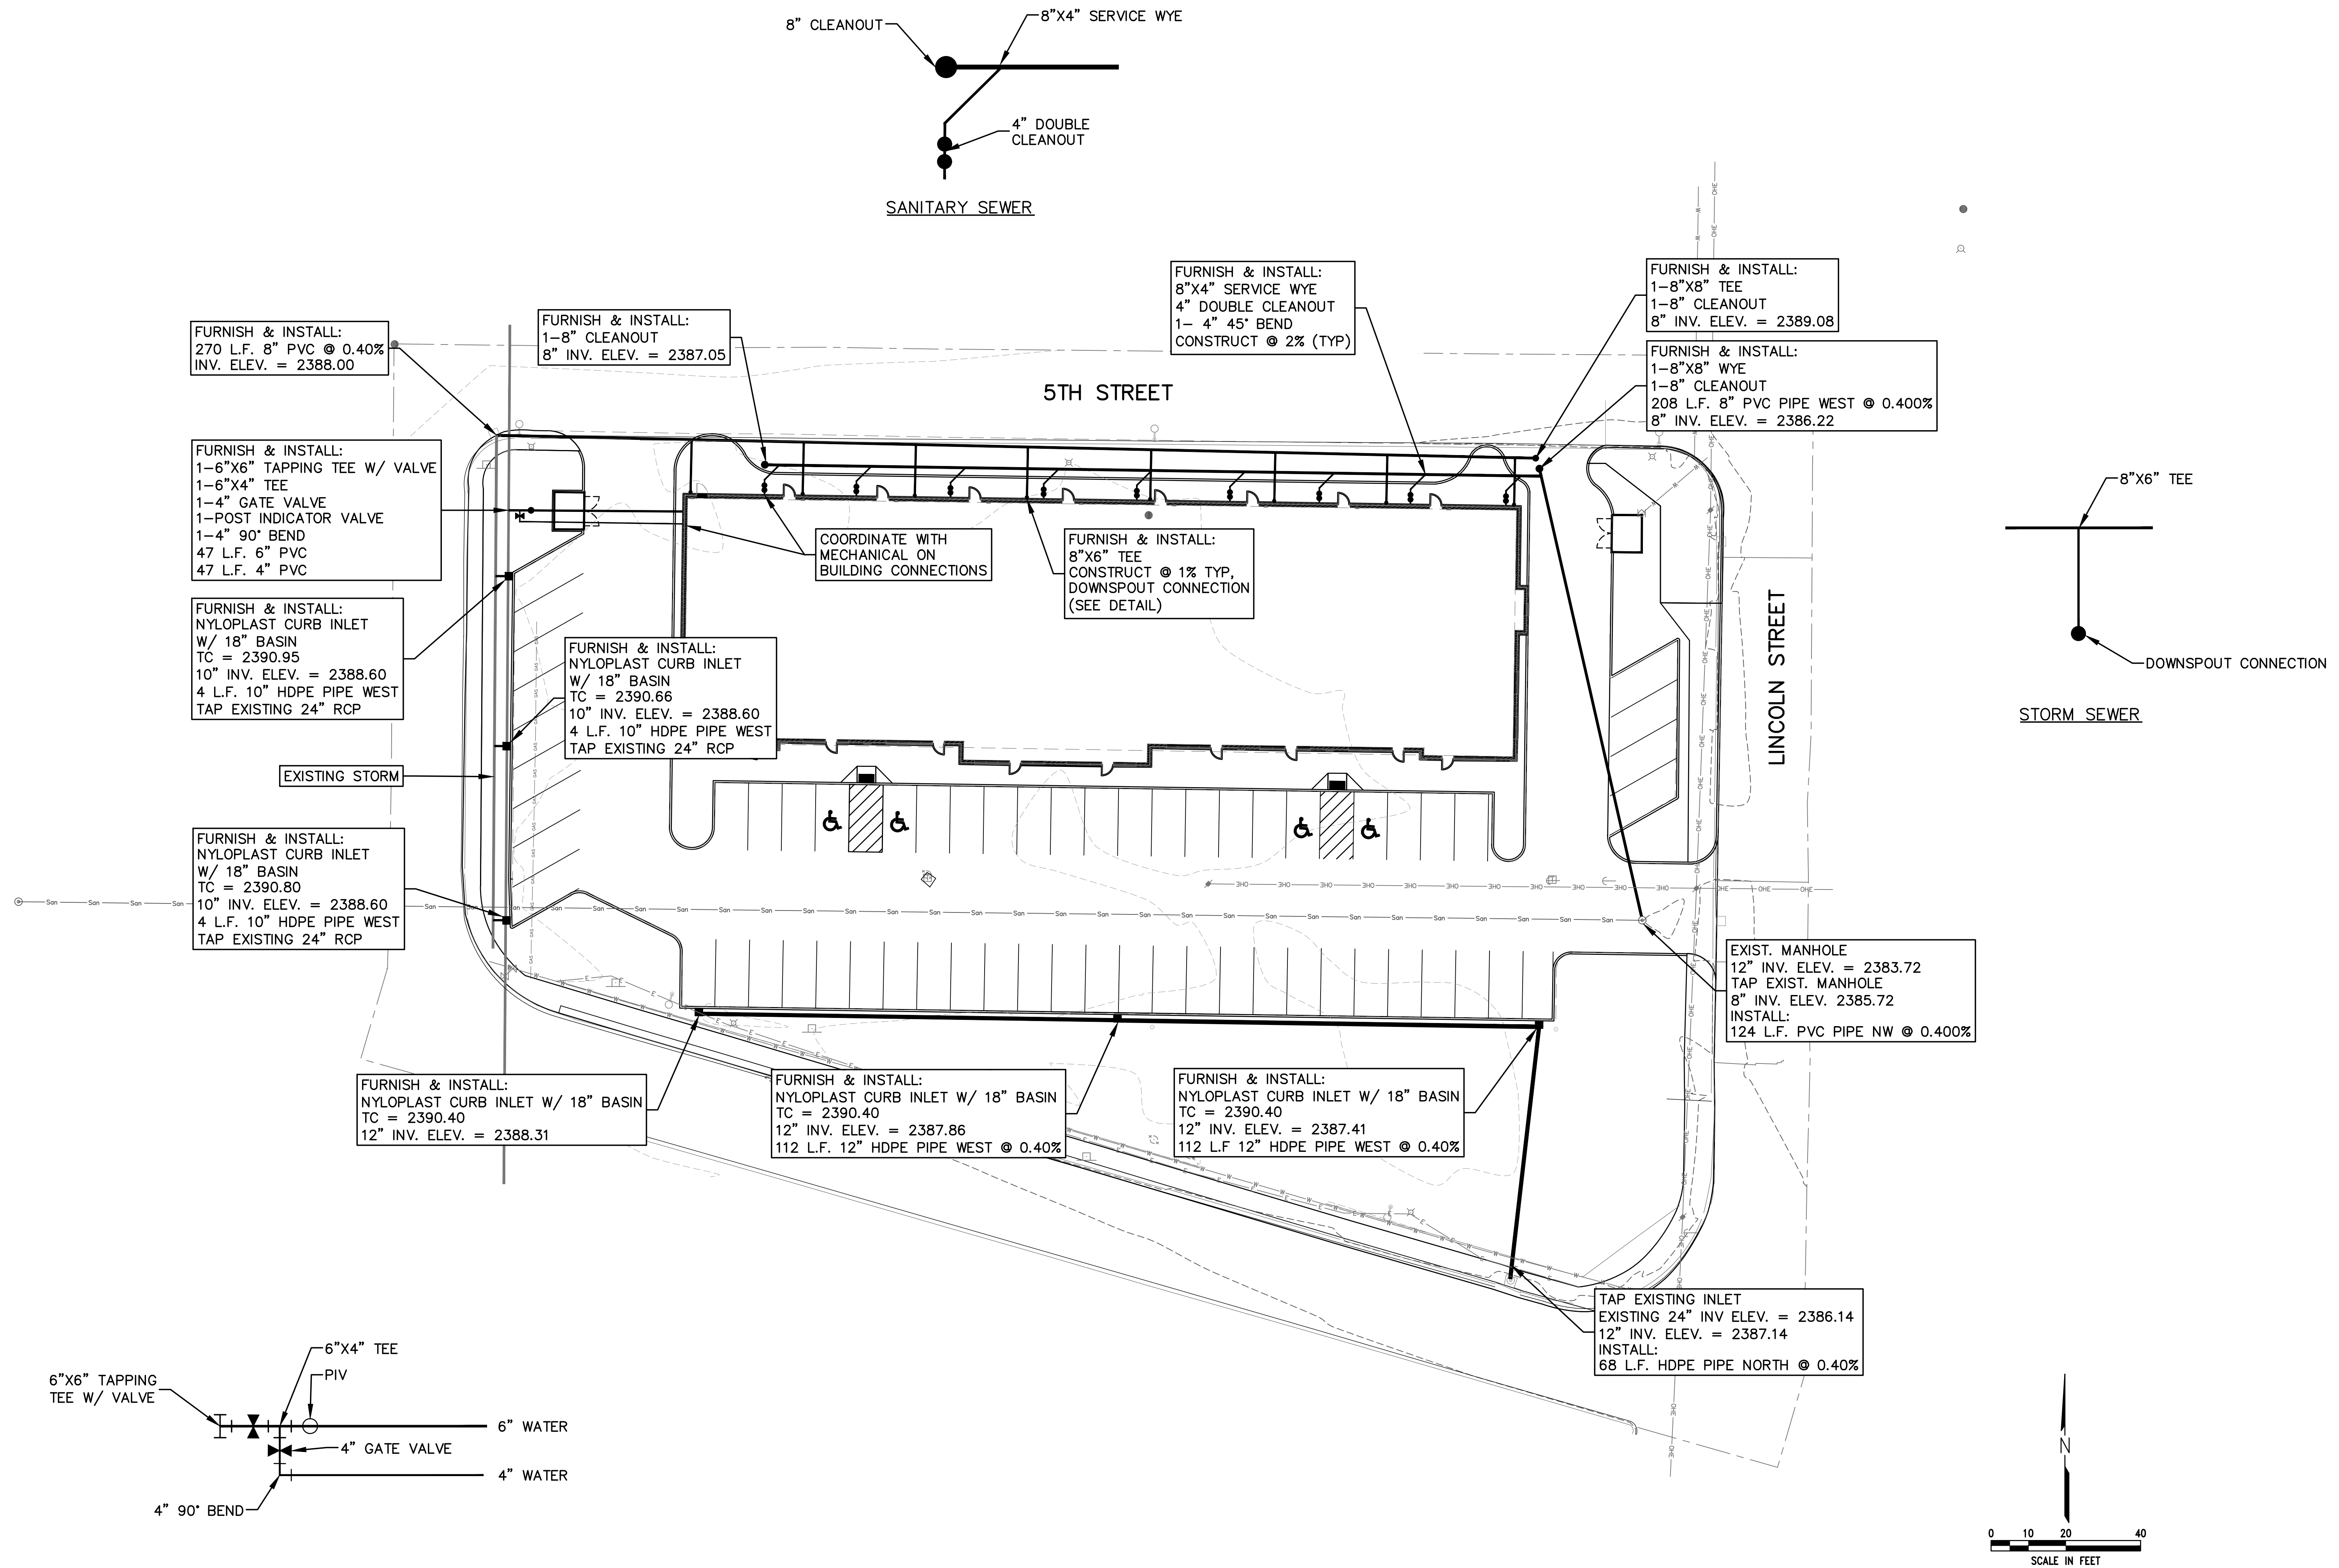 8" CLEANOUT
8"X4" SERVICE WYE
4" DOUBLE
CLEANOUT
SANITARY SEWER
FURNISH & INSTALL:
270 L.F. 8" PVC @ 0.40%
INV. ELEV. = 2388.00
FURNISH & INSTALL:
1-8" CLEANOUT
8" INV. ELEV. = 2387.05
FURNISH & INSTALL:
8"X4" SERVICE WYE
4" DOUBLE CLEANOUT
1- 4" 45° BEND
CONSTRUCT @ 2% (TYP)
FURNISH & INSTALL:
1-8"X8" TEE
1-8" CLEANOUT
8" INV. ELEV. = 2389.08
FURNISH & INSTALL:
1-8"X8" WYE
1-8" CLEANOUT
208 L.F. 8" PVC PIPE WEST @ 0.400%
8" INV. ELEV. = 2386.22
5TH STREET
FURNISH & INSTALL:
1-6"X6" TAPPING TEE W/ VALVE
1-6"X4" TEE
1-4" GATE VALVE
1-POST INDICATOR VALVE
1-4" 90° BEND
47 L.F. 6" PVC
47 L.F. 4" PVC
COORDINATE WITH
MECHANICAL ON
BUILDING CONNECTIONS
FURNISH & INSTALL:
8"X6" TEE
CONSTRUCT @ 1% TYP,
DOWNSPOUT CONNECTION
(SEE DETAIL)
8"X6" TEE
DOWNSPOUT CONNECTION
STORM SEWER
LINCOLN STREET
FURNISH & INSTALL:
NYLOPLAST CURB INLET
W/ 18" BASIN
TC = 2390.95
10" INV. ELEV. = 2388.60
4 L.F. 10" HDPE PIPE WEST
TAP EXISTING 24" RCP
FURNISH & INSTALL:
NYLOPLAST CURB INLET
W/ 18" BASIN
TC = 2390.66
10" INV. ELEV. = 2388.60
4 L.F. 10" HDPE PIPE WEST
TAP EXISTING 24" RCP
EXISTING STORM
FURNISH & INSTALL:
NYLOPLAST CURB INLET
W/ 18" BASIN
TC = 2390.80
10" INV. ELEV. = 2388.60
4 L.F. 10" HDPE PIPE WEST
TAP EXISTING 24" RCP
EXIST. MANHOLE
12" INV. ELEV. = 2383.72
TAP EXIST. MANHOLE
8" INV. ELEV. 2385.72
INSTALL:
124 L.F. PVC PIPE NW @ 0.400%
FURNISH & INSTALL:
NYLOPLAST CURB INLET W/ 18" BASIN
TC = 2390.40
12" INV. ELEV. = 2388.31
FURNISH & INSTALL:
NYLOPLAST CURB INLET W/ 18" BASIN
TC = 2390.40
12" INV. ELEV. = 2387.86
112 L.F. 12" HDPE PIPE WEST @ 0.40%
FURNISH & INSTALL:
NYLOPLAST CURB INLET W/ 18" BASIN
TC = 2390.40
12" INV. ELEV. = 2387.41
112 L.F 12" HDPE PIPE WEST @ 0.40%
TAP EXISTING INLET
EXISTING 24" INV ELEV. = 2386.14
12" INV. ELEV. = 2387.14
INSTALL:
68 L.F. HDPE PIPE NORTH @ 0.40%
6"X6" TAPPING
TEE W/ VALVE
6"X4" TEE
PIV
6" WATER
4" GATE VALVE
4" WATER
4" 90° BEND
N
0 10 20 40
SCALE IN FEET